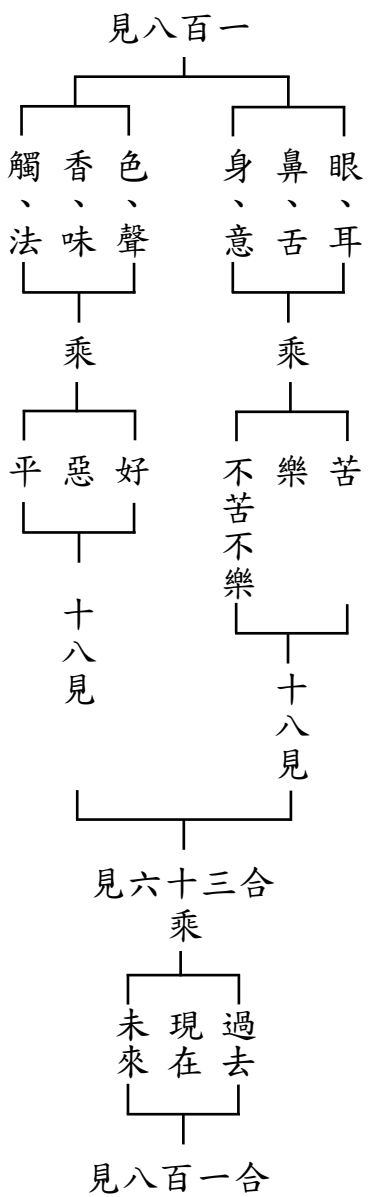 一百八見
眼、耳
鼻、舌
身、意
乘
苦
樂
不苦不樂
十八見
色、聲
香、味
觸、法
乘
好
惡
平
十八見
合三十六見
乘
過去
現在
未來
合一百八見